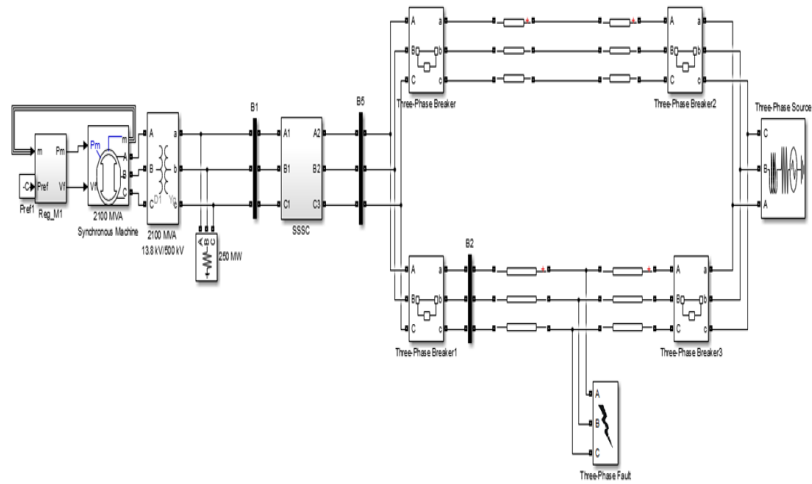 A
B
C
a
b
c
Three-Phase Breaker
A
B
C
a
b
c
Three-Phase Breaker2
Three-Phase Source
C
B
A
m
Pm
Pref
Vf
-C-
Pref1
Reg_M1
Pm
m
A
B
C
Vf
2100 MVA
Synchronous Machine
A
B
C
a
b
c
2100 MVA
13.8 kV/500 kV
A B C
250 MW
B1
A1
B1
C1
A2
B2
C3
SSSC
B5
A
B
C
a
b
c
Three-Phase Breaker1
B2
A
B
C
a
b
c
Three-Phase Breaker3
A
B
C
Three-Phase Fault